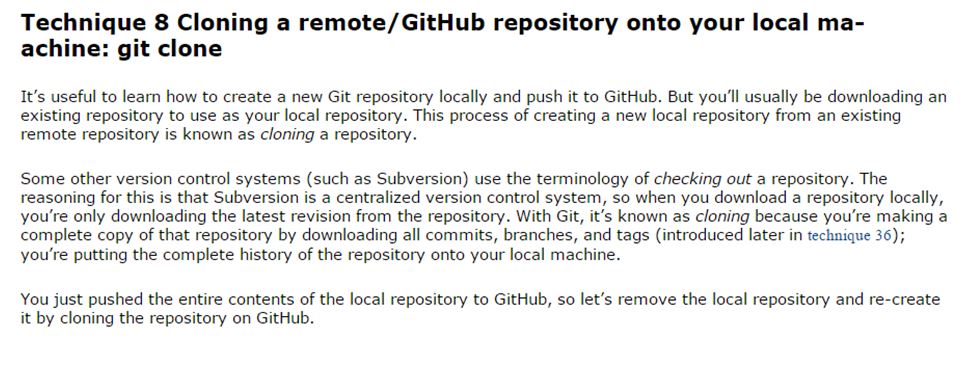 Technique 8 Cloning a remote/GitHub repository onto your local ma-
achine: git clone
It’s useful to learn how to create a new Git repository locally and push it to GitHub. But you’ll usually be downloading an
existing repository to use as your local repository. This process of creating a new local repository from an existing
remote repository is known as cloning a repository.
Some other version control systems (such as Subversion) use the terminology of checking out a repository. The
reasoning for this is that Subversion is a centralized version control system, so when you download a repository locally,
you’re only downloading the latest revision from the repository. With Git, it’s known as cloning because you’re making a
complete copy of that repository by downloading all commits, branches, and tags (introduced later in technique 36);
you’re putting the complete history of the repository onto your local machine.
You just pushed the entire contents of the local repository to GitHub, so let’s remove the local repository and re-create
it by cloning the repository on GitHub.